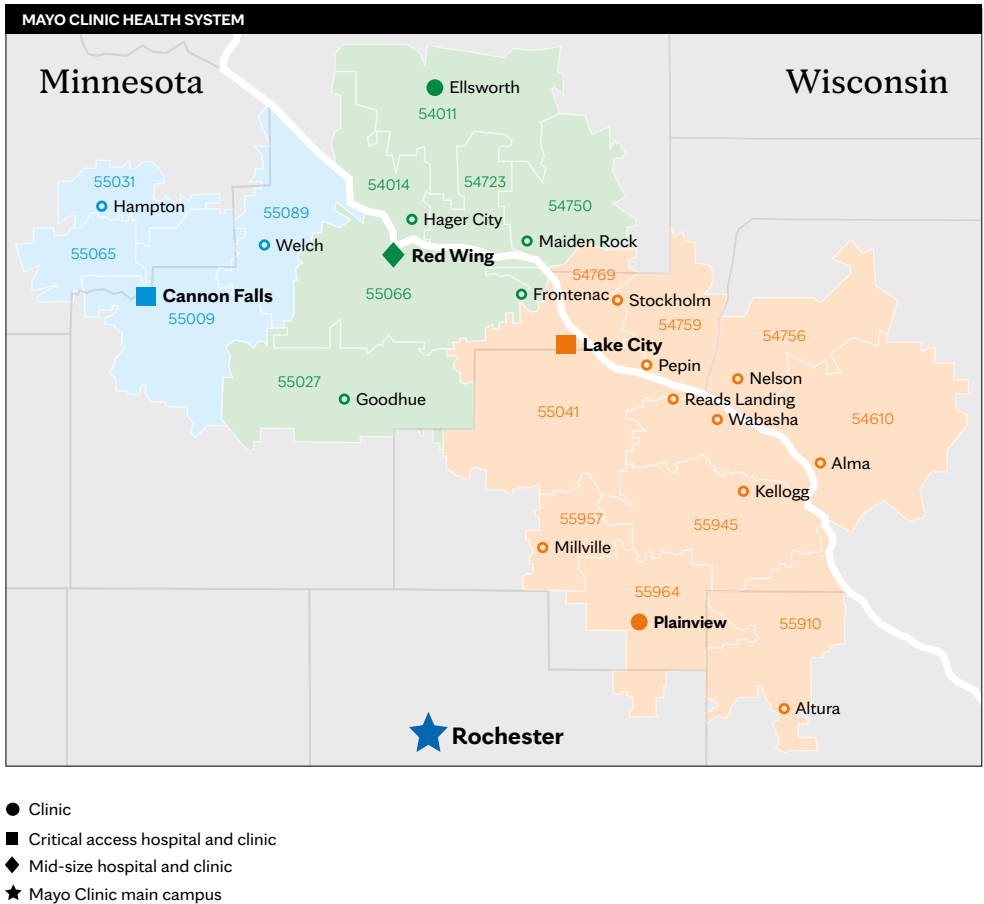 MAYO CLINIC HEALTH SYSTEM
Minnesota
Wisconsin
Ellsworth
54011
55031
54014
54723
Hampton
55089
54750
Hager City
Welch
Maiden Rock
55065
Red Wing
54769
Cannon Falls
55066
Frontenac
Stockholm
55009
54759
54756
Lake City
Pepin
55027
Nelson
Goodhue
Reads Landing
55041
Wabasha
54610
Alma
Kellogg
55957
55945
Millville
55964
Plainview
55910
Altura
Rochester
Clinic
Critical access hospital and clinic
Mid-size hospital and clinic
Mayo Clinic main campus